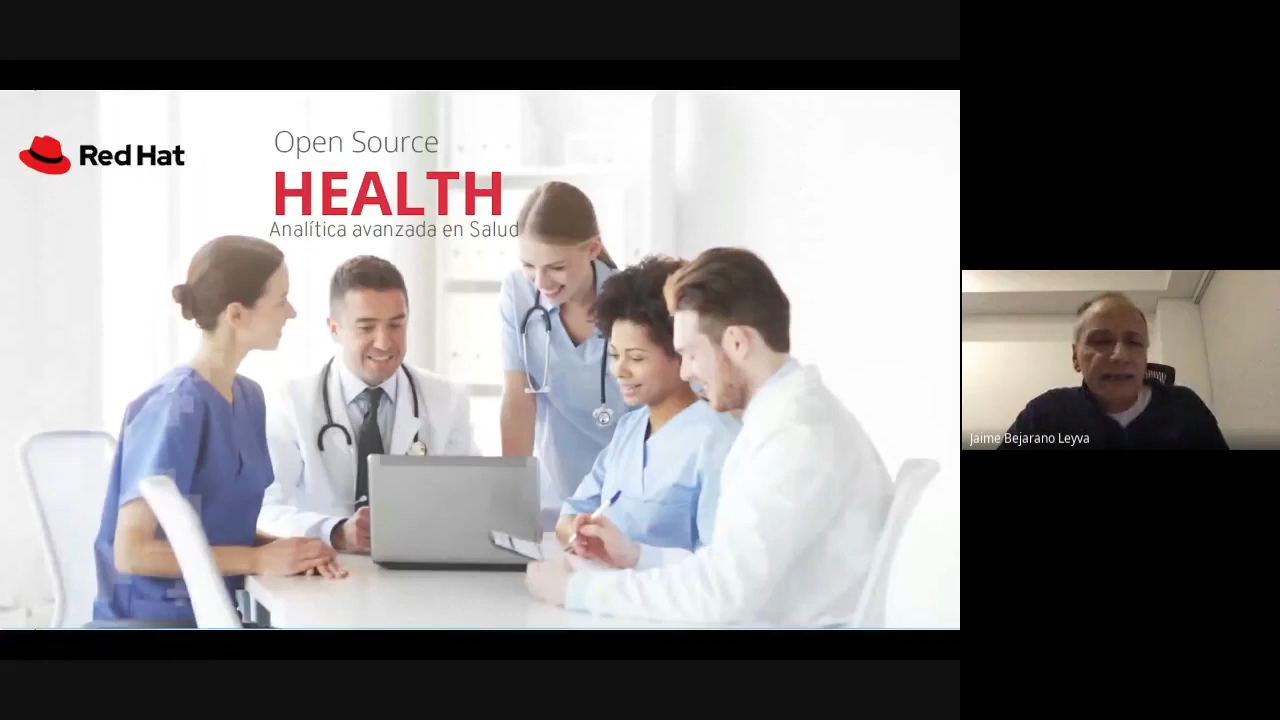 Red Hat
Open Source
HEALTH
Analítica avanzada en Salud
Jaime Bejarano Leyva